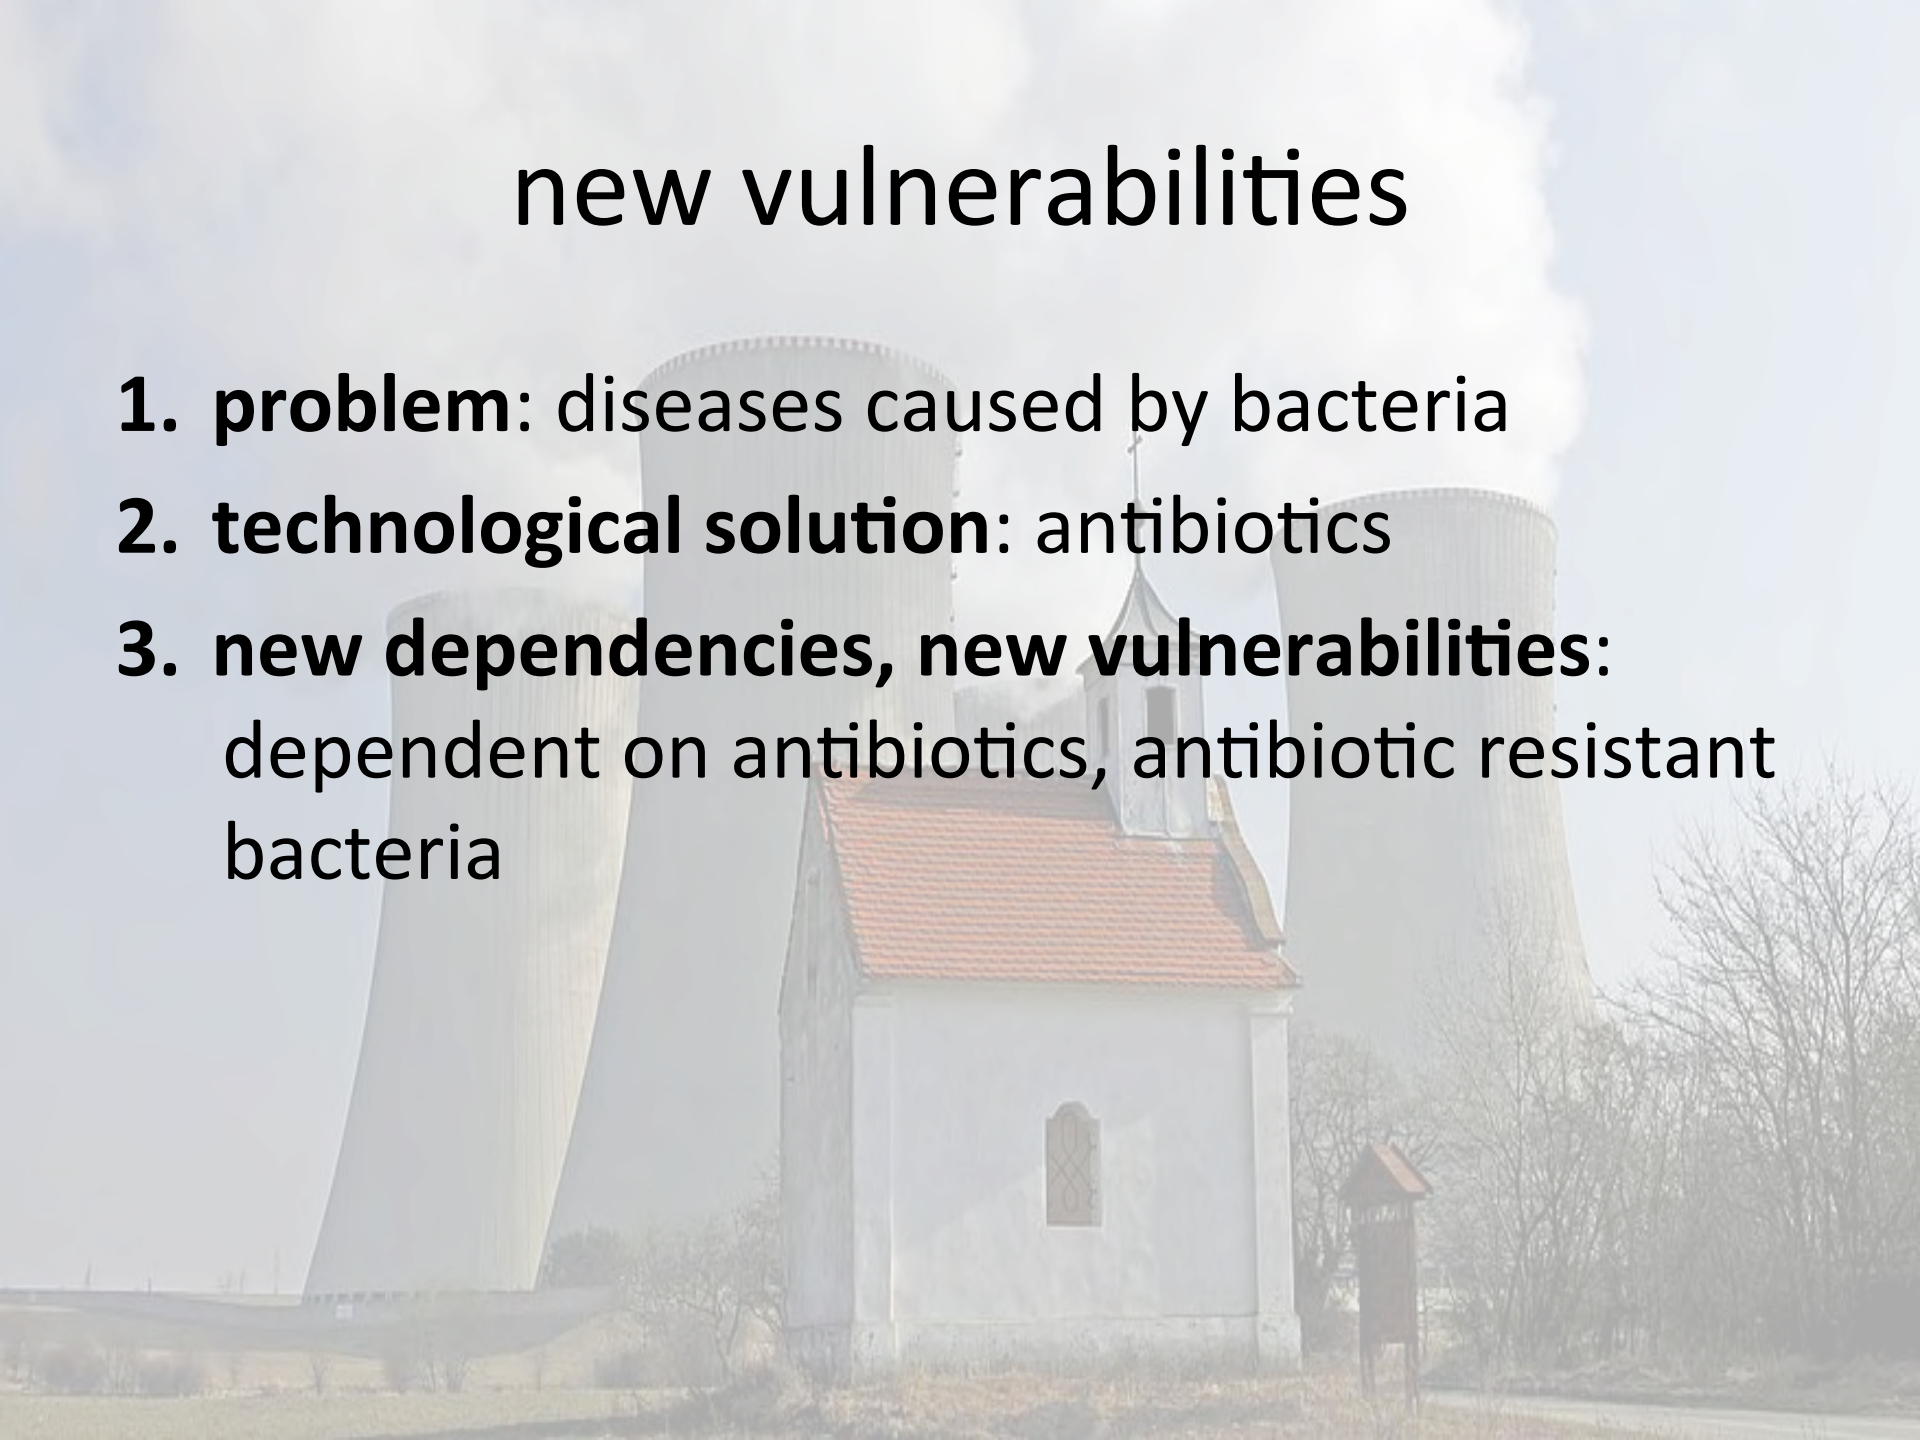 new vulnerabilities
1. problem: diseases caused by bacteria
2. technological solution: antibiotics
3. new dependencies, new vulnerabilities:
dependent on antibiotics, antibiotic resistant
bacteria